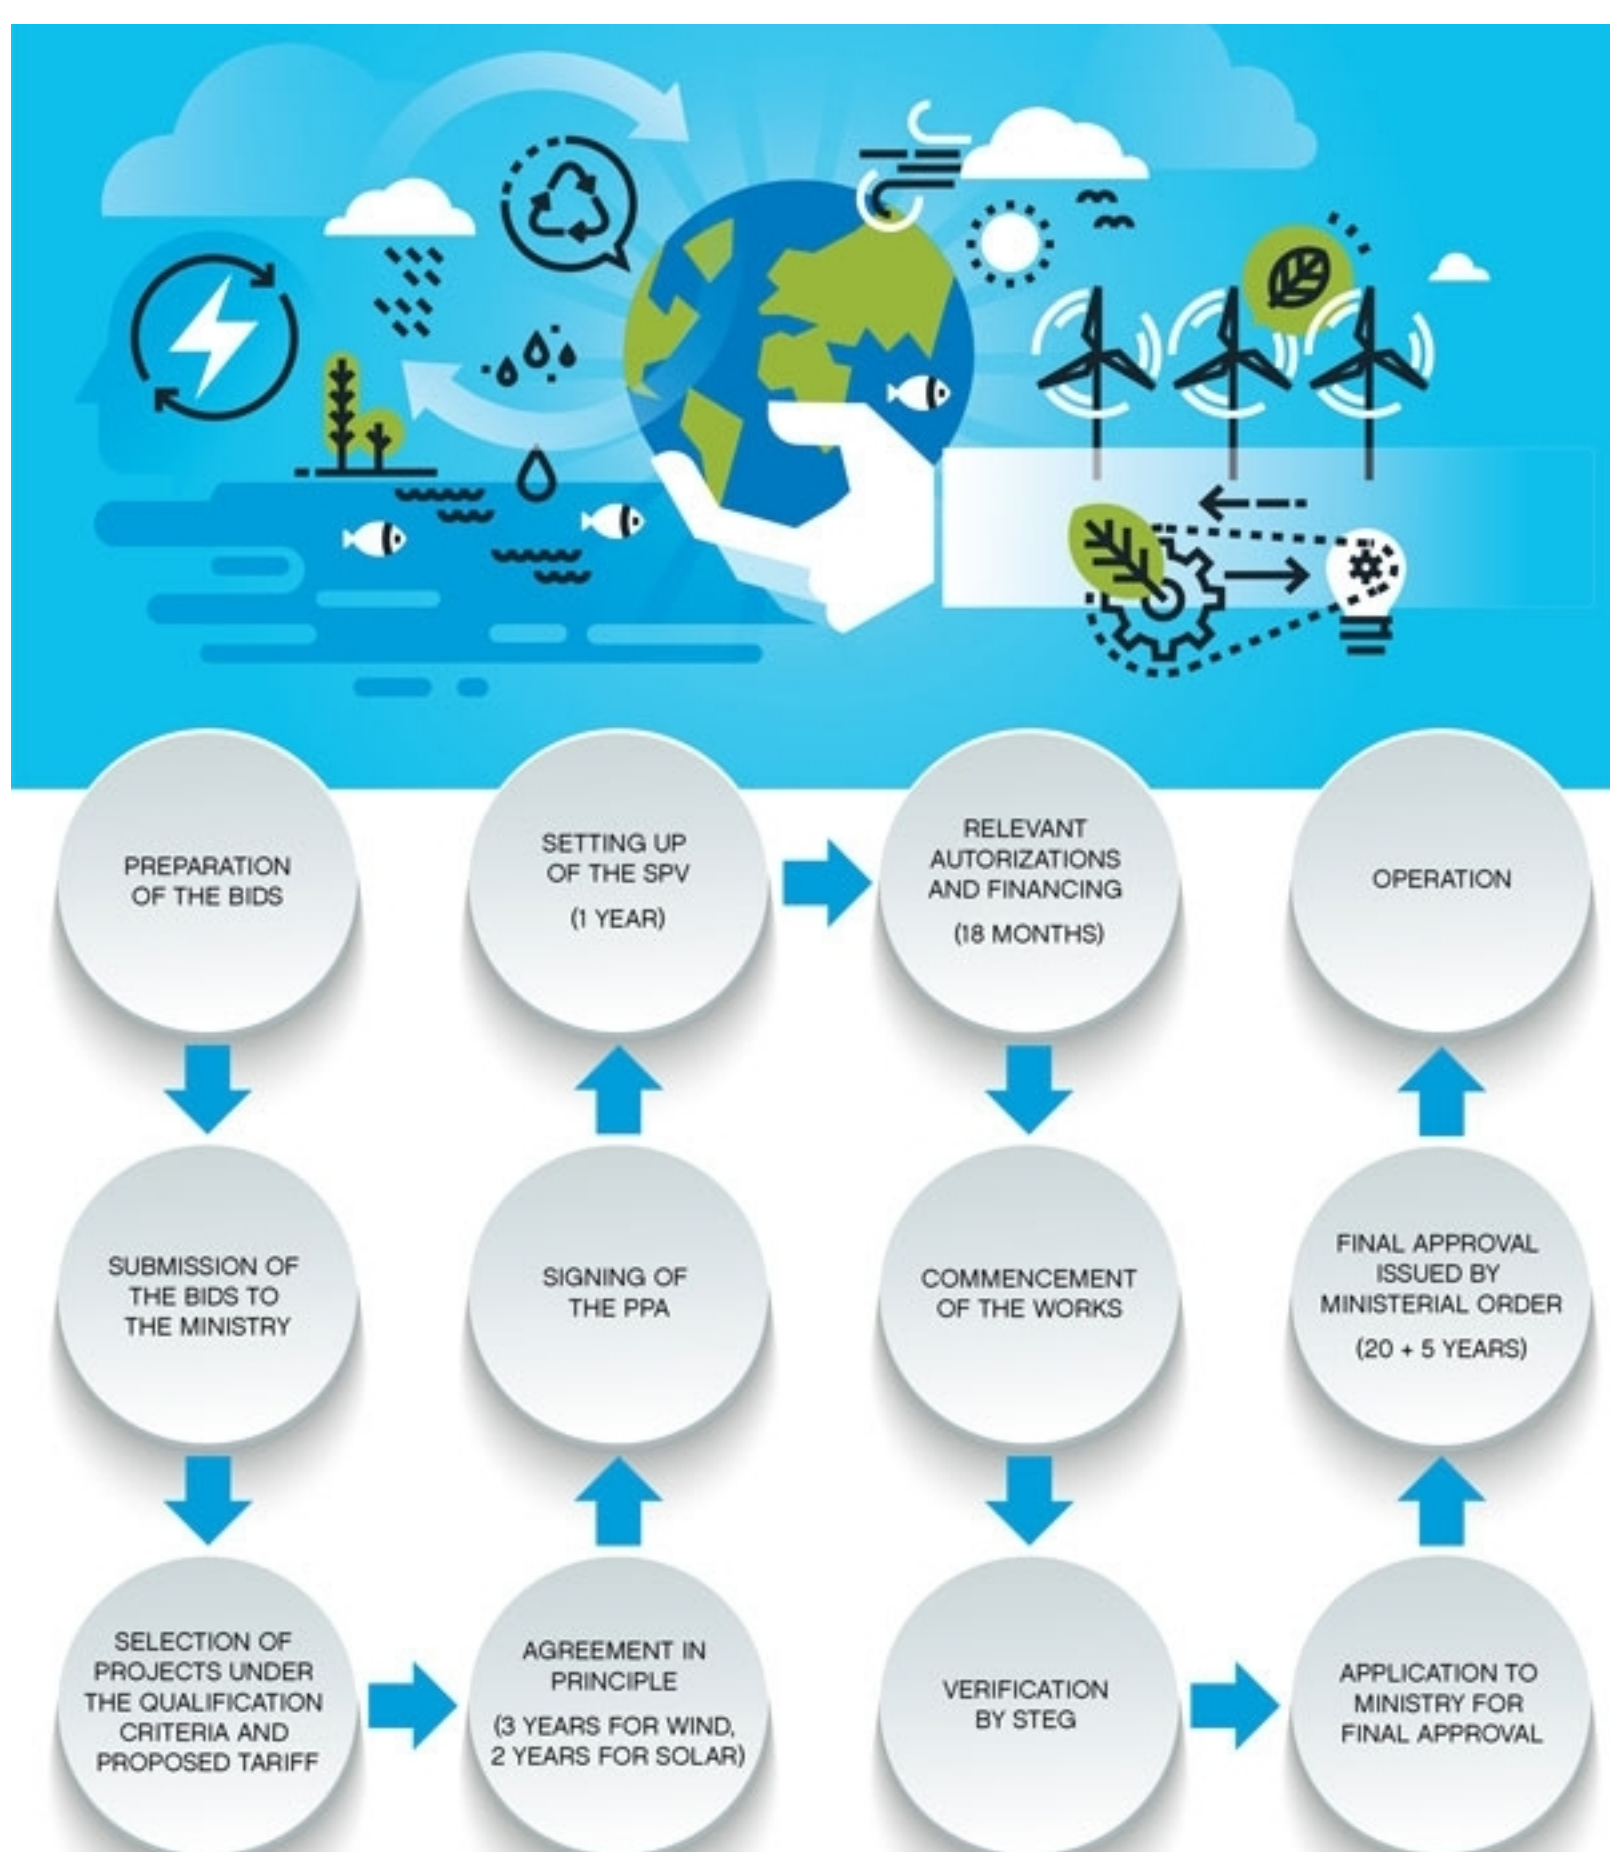 PREPARATION
OF THE BIDS
SUBMISSION OF
THE BIDS TO
THE MINISTRY
SELECTION OF
PROJECTS UNDER
THE QUALIFICATION
CRITERIA AND
PROPOSED TARIFF
AGREEMENT IN
PRINCIPLE
(3 YEARS FOR WIND,
2 YEARS FOR SOLAR)
SIGNING OF
THE PPA
SETTING UP
OF THE SPV
(1 YEAR)
RELEVANT
AUTORIZATIONS
AND FINANCING
(18 MONTHS)
COMMENCEMENT
OF THE WORKS
VERIFICATION
BY STEG
APPLICATION TO
MINISTRY FOR
FINAL APPROVAL
FINAL APPROVAL
ISSUED BY
MINISTERIAL ORDER
(20 + 5 YEARS)
OPERATION